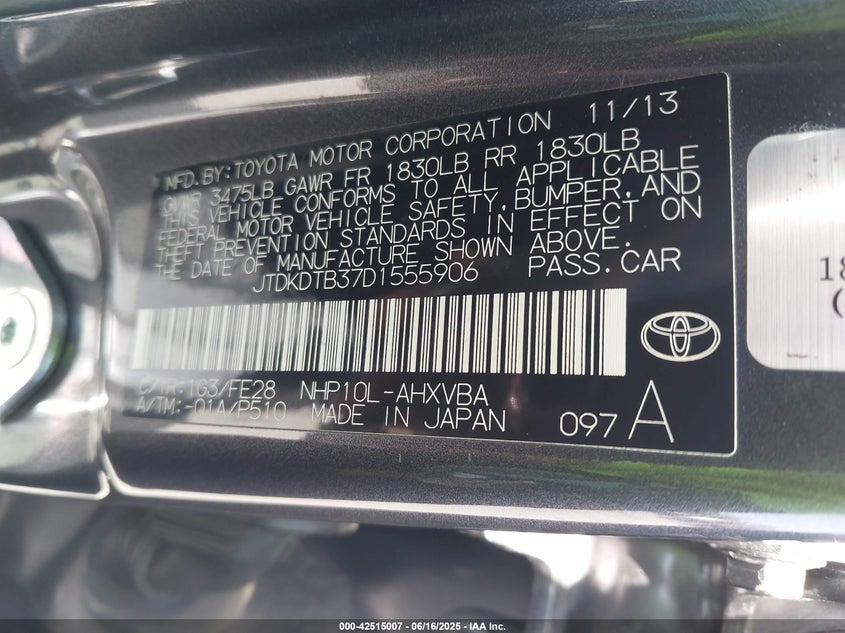 MFD. BY: TOYOTA MOTOR CORPORATION 11/13
GVWR 3475LB GAWR FR 1830LB RR 1830LB
THIS VEHICLE CONFORMS TO ALL APPLICABLE
FEDERAL MOTOR VEHICLE SAFETY, BUMPER, AND
THEFT PREVENTION STANDARDS IN EFFECT ON
THE DATE OF MANUFACTURE SHOWN ABOVE.
JTDKDTB37D1555906 PASS. CAR
C/TR: 1G3/FE28 NHP10L-AHXVBA
A/TM: -01A/P510 MADE IN JAPAN 097 A
18
(
000-42515007 - 06/16/2025 - IAA Inc.